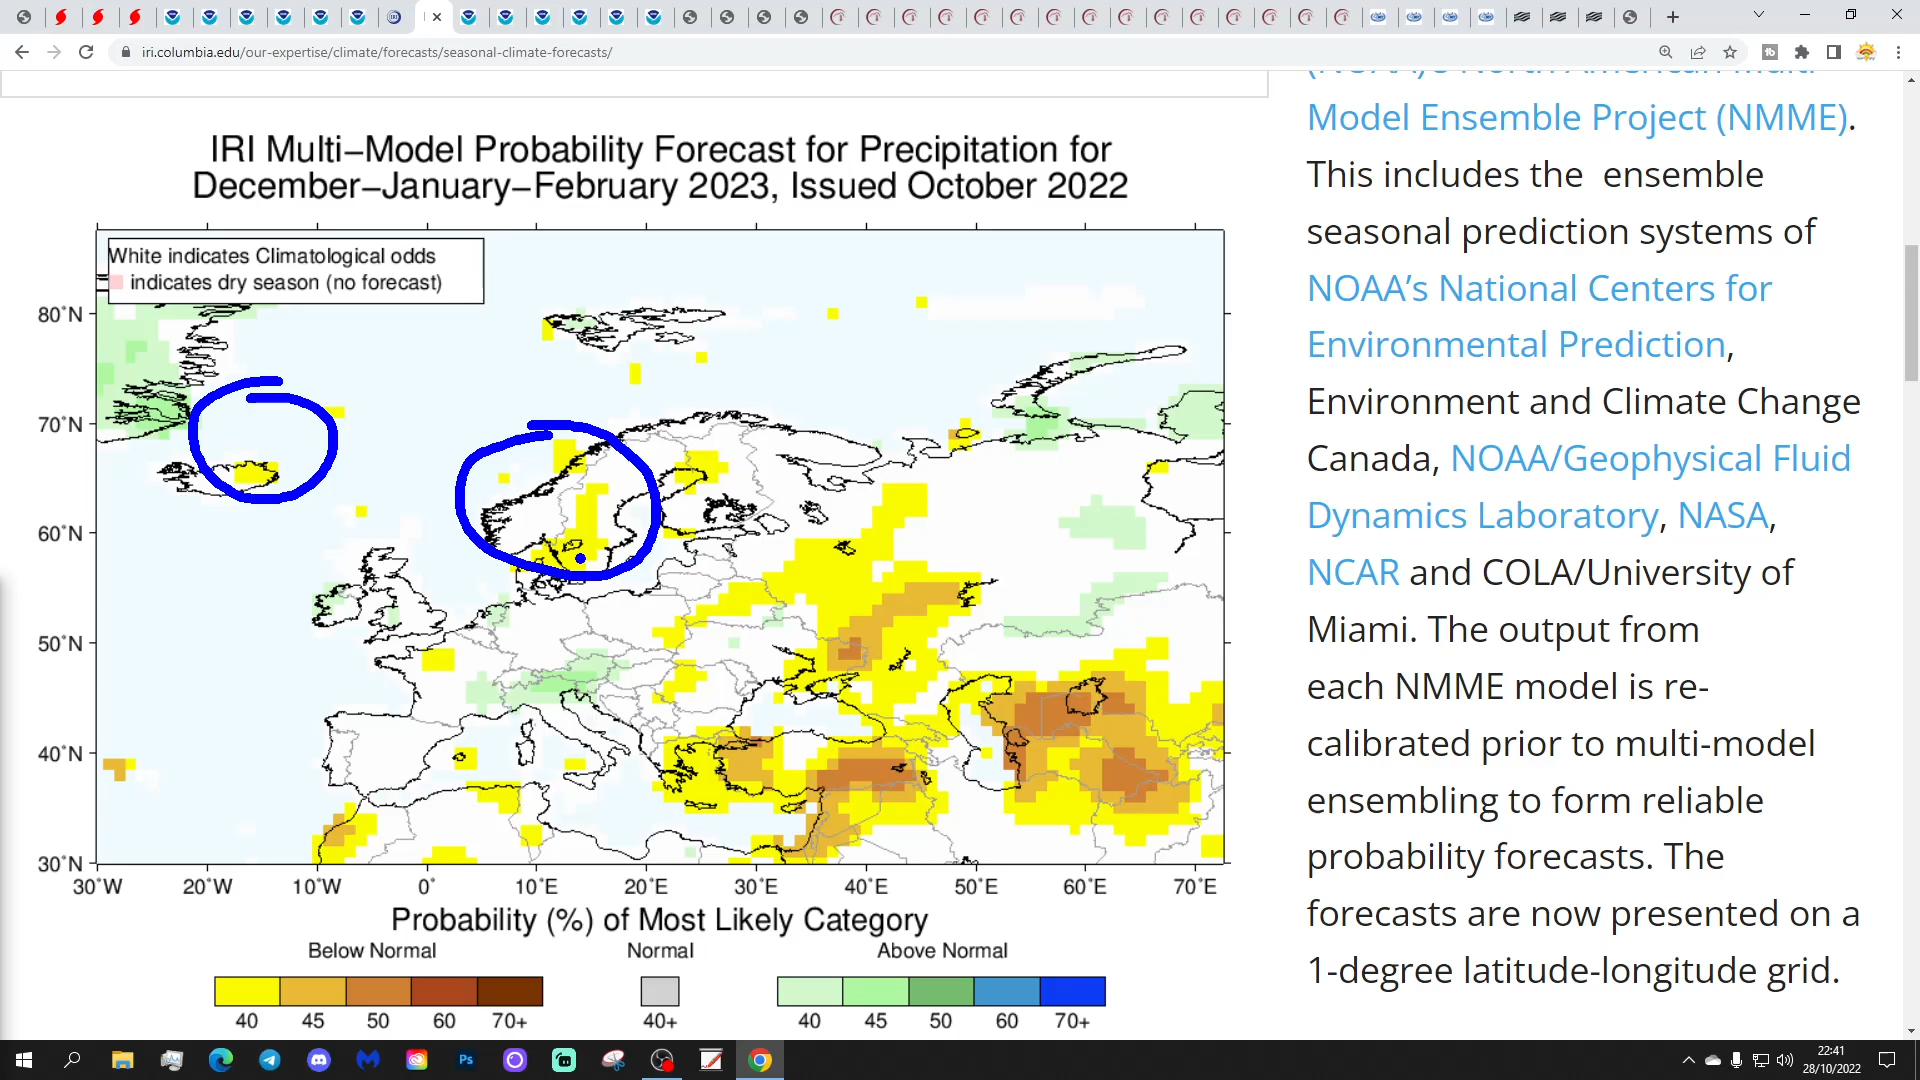 iri.columbia.edu/our-expertise/climate/forecasts/seasonal-climate-forecasts/
IRI Multi-Model Probability Forecast for Precipitation for
December-January-February 2023, Issued October 2022
White indicates Climatological odds
indicates dry season (no forecast)
80°N
70°N
60°N
50°N
40°N
30°N
30°W 20°W 10°W 0° 10°E 20°E 30°E 40°E 50°E 60°E 70°E
Probability (%) of Most Likely Category
Below Normal Normal Above Normal
40 45 50 60 70+ 40+ 40 45 50 60 70+
(NOAA)'s North American Multi-
Model Ensemble Project (NMME).
This includes the ensemble
seasonal prediction systems of
NOAA's National Centers for
Environmental Prediction,
Environment and Climate Change
Canada, NOAA/Geophysical Fluid
Dynamics Laboratory, NASA,
NCAR and COLA/University of
Miami. The output from
each NMME model is re-
calibrated prior to multi-model
ensembling to form reliable
probability forecasts. The
forecasts are now presented on a
1-degree latitude-longitude grid.
Ps
22:41
28/10/2022